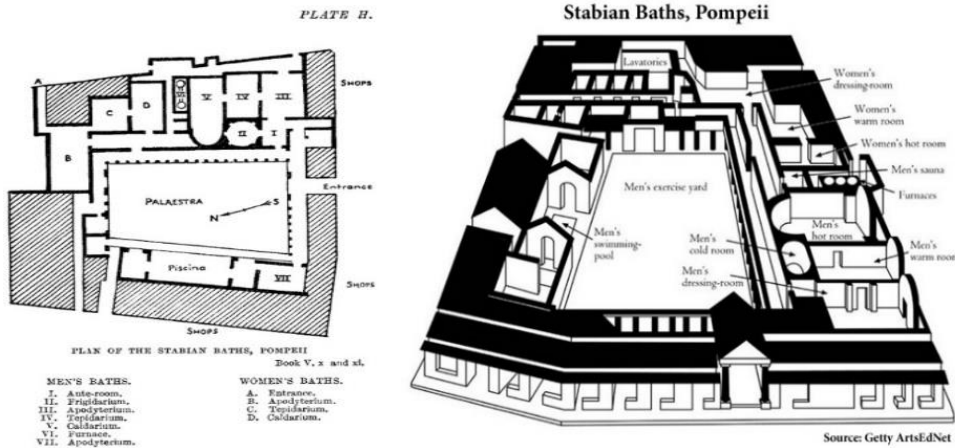 PLATE H.
A
SHOPS
D
V
IV
III
C
II
I
B
Entrance
PALAESTRA
N
S
Piscina
VII
SHOPS
SHOPS
PLAN OF THE STABIAN BATHS, POMPEII
Book V. x and xi.
MEN'S BATHS.
I. Ante-room.
II. Frigidarium.
III. Apodyterium.
IV. Tepidarium.
V. Caldarium.
VI. Furnace.
VII. Apodyterium.
WOMEN'S BATHS.
A. Entrance.
B. Apodyterium.
C. Tepidarium.
D. Caldarium.
Stabian Baths, Pompeii
Lavatories
Women's
dressing-room
Women's
warm room
Women's hot room
Men's sauna
Furnaces
Men's exercise yard
Men's
swimming-
pool
Men's
cold room
Men's
hot room
Men's
warm room
Men's
dressing-room
Source: Getty ArtsEdNet